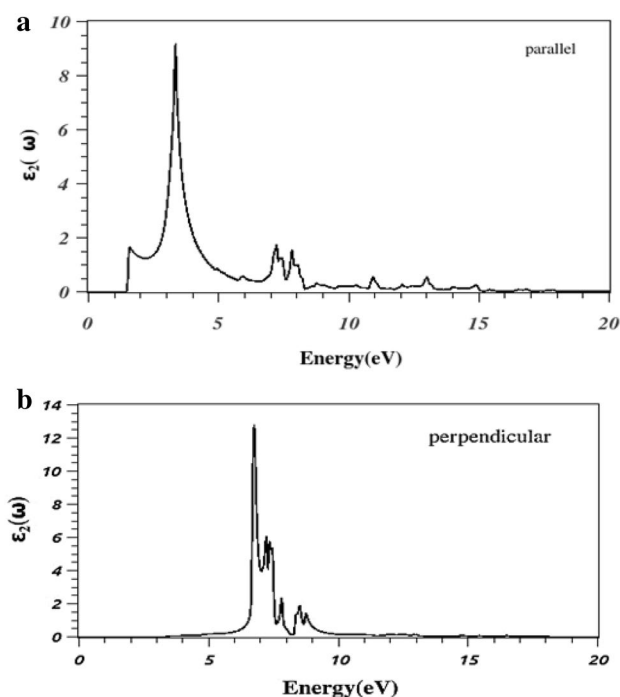 a
parallel
10
8
6
4
2
0
ε₂( ω)
0 5 10 15 20
Energy(eV)
b
perpendicular
14
12
10
8
6
4
2
0
ε₂(ω)
0 5 10 15 20
Energy(eV)